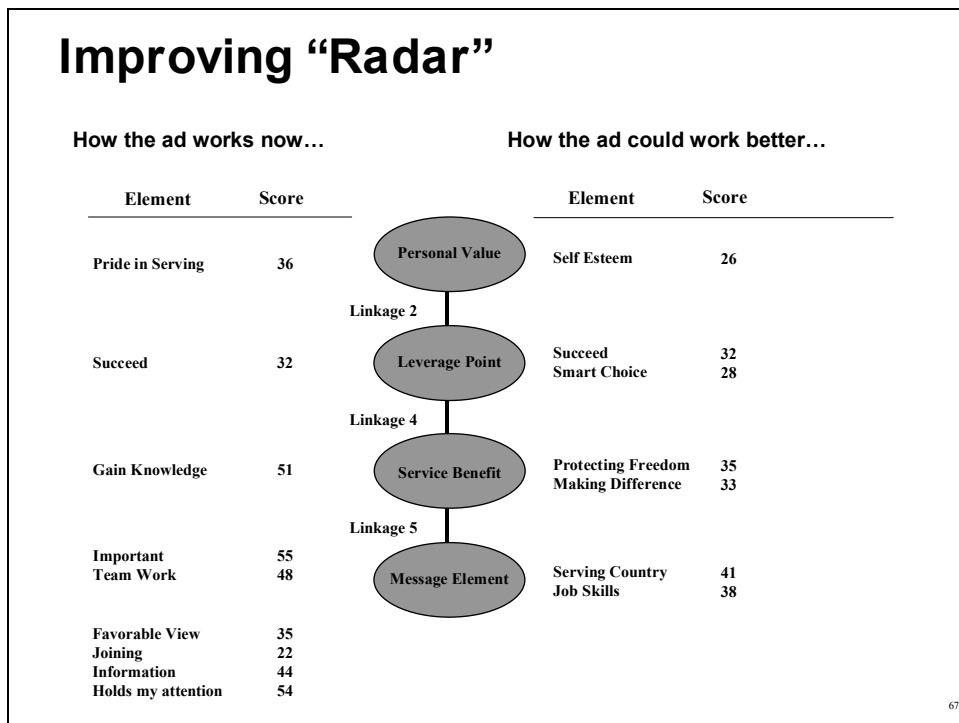 Improving “Radar”
How the ad works now…
How the ad could work better…
Element Score
Element Score
Pride in Serving 36
Personal Value
Self Esteem 26
Linkage 2
Succeed 32
Leverage Point
Succeed 32
Smart Choice 28
Linkage 4
Gain Knowledge 51
Service Benefit
Protecting Freedom 35
Making Difference 33
Linkage 5
Important 55
Team Work 48
Message Element
Serving Country 41
Job Skills 38
Favorable View 35
Joining 22
Information 44
Holds my attention 54
67